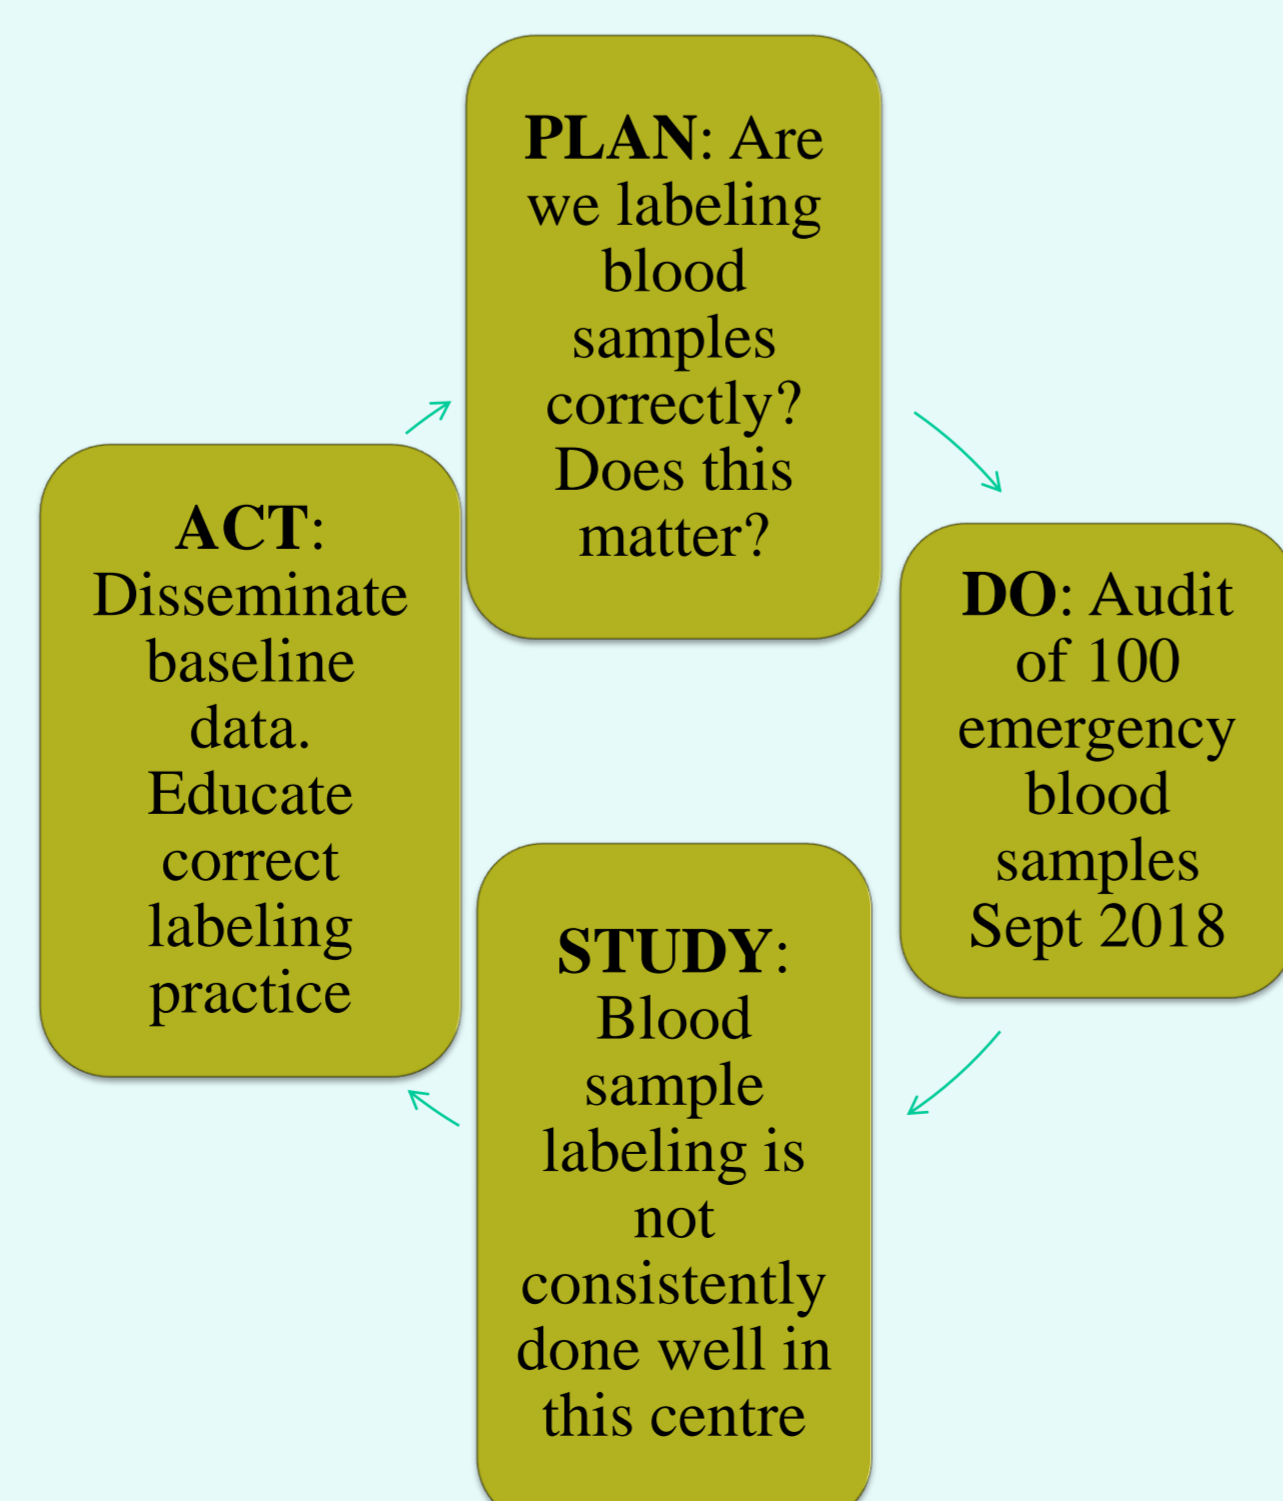 PLAN: Are
we labeling
blood
samples
correctly?
Does this
matter?
DO: Audit
of 100
emergency
blood
samples
Sept 2018
STUDY:
Blood
sample
labeling is
not
consistently
done well in
this centre
ACT:
Disseminate
baseline
data.
Educate
correct
labeling
practice